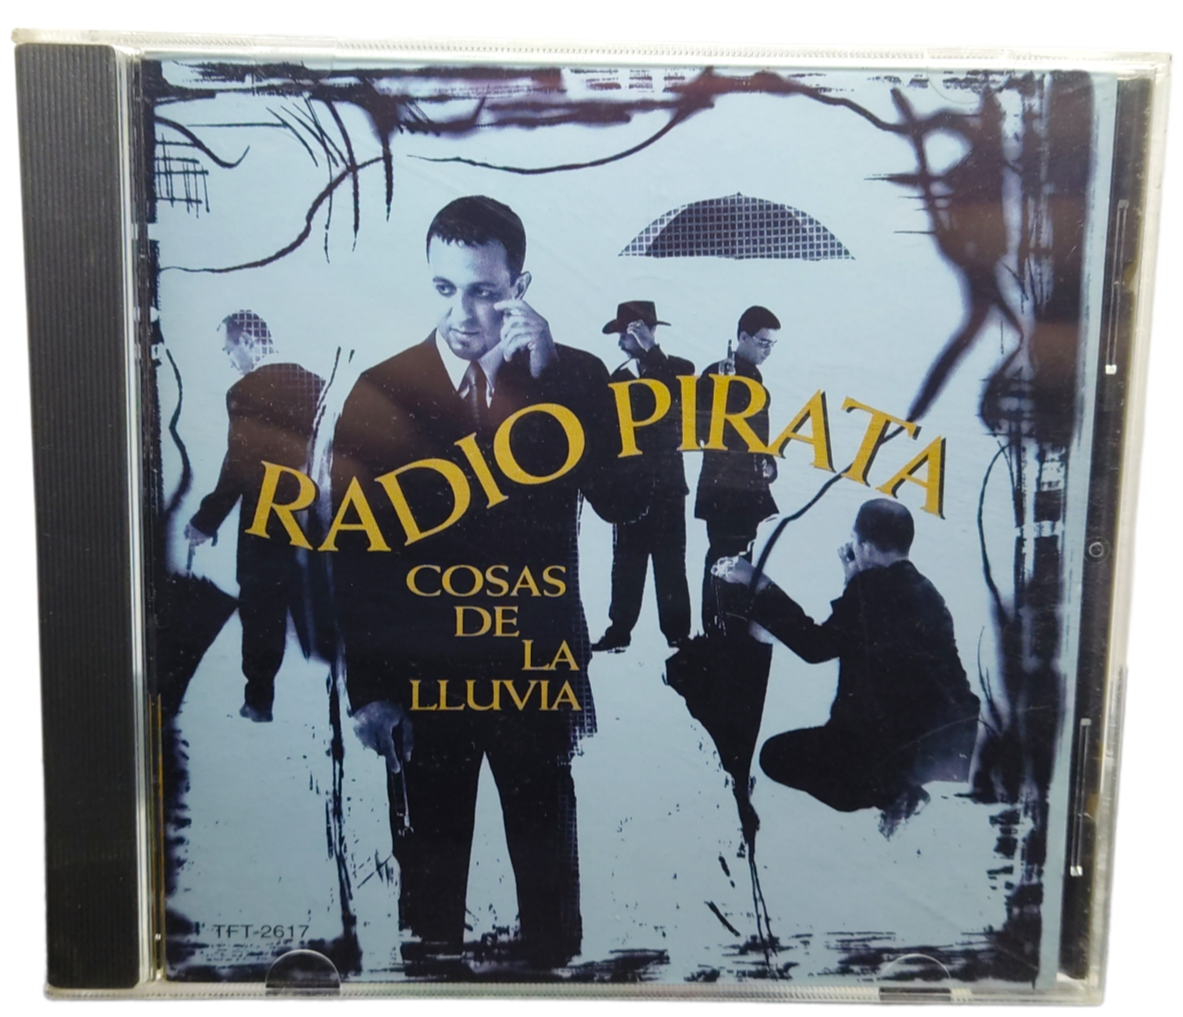 RADIO PIRATA
COSAS
DE
LA
LLUVIA
TFT-2617